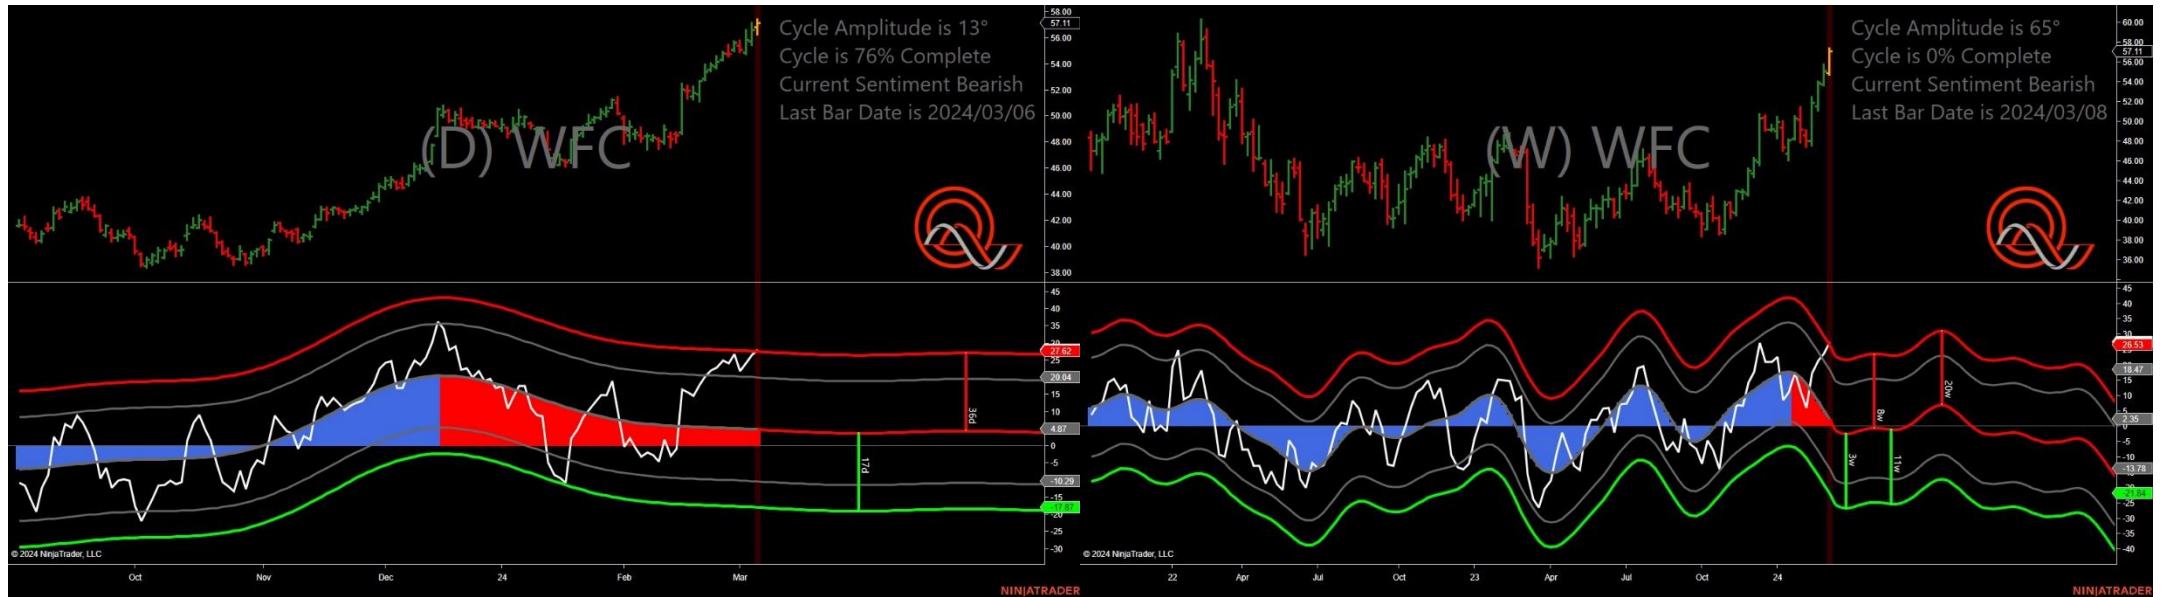 Cycle Amplitude is 13°
Cycle is 76% Complete
Current Sentiment Bearish
Last Bar Date is 2024/03/06
(D) WFC
58.00
57.11
56.00
54.00
52.00
50.00
48.00
46.00
44.00
42.00
40.00
38.00
45
40
35
30
27.62
25
20.04
15
10
4.87
0
-5
-10.29
-15
-17.87
-20
-25
-30
36d
17d
© 2024 NinjaTrader, LLC
Oct
Nov
Dec
24
Feb
Mar
NINJATRADER
Cycle Amplitude is 65°
Cycle is 0% Complete
Current Sentiment Bearish
Last Bar Date is 2024/03/08
(W) WFC
60.00
58.00
57.11
56.00
54.00
52.00
50.00
48.00
46.00
44.00
42.00
40.00
38.00
36.00
45
40
35
30
26.53
18.47
15
10
5
2.35
-5
-10
-13.78
-21.84
-25
-30
-35
-40
8w
20w
3w
11w
© 2024 NinjaTrader, LLC
22
Apr
Jul
Oct
23
Apr
Jul
Oct
24
NINJATRADER